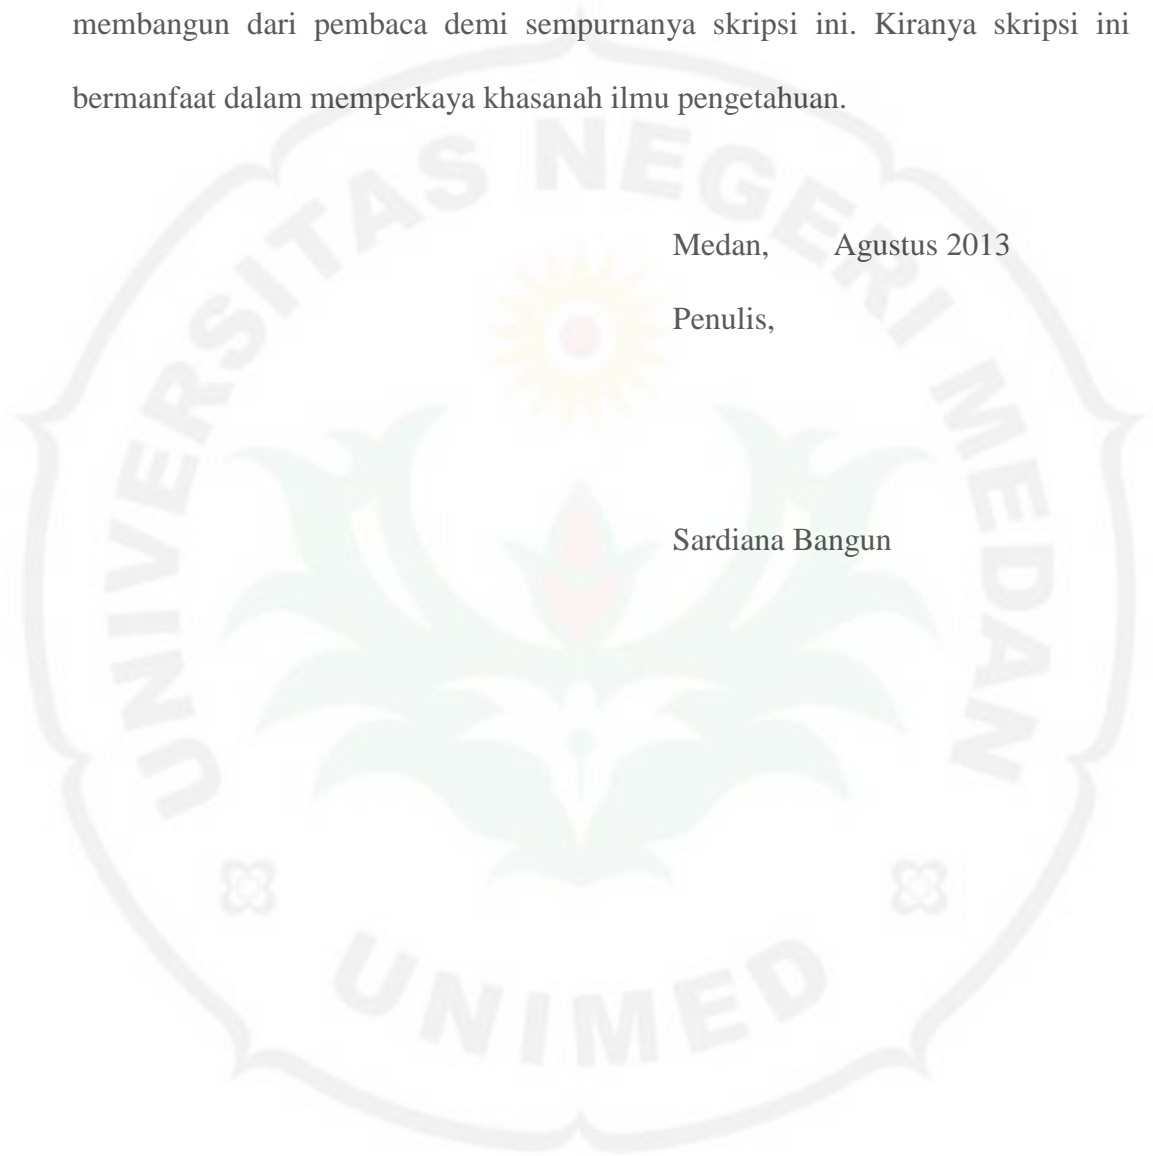 membangun dari pembaca demi sempurnanya skripsi ini. Kiranya skripsi ini
bermanfaat dalam memperkaya khasanah ilmu pengetahuan.
Medan, Agustus 2013
Penulis,
Sardiana Bangun
UNIVERSITAS NEGERI MEDAN
UNIMED